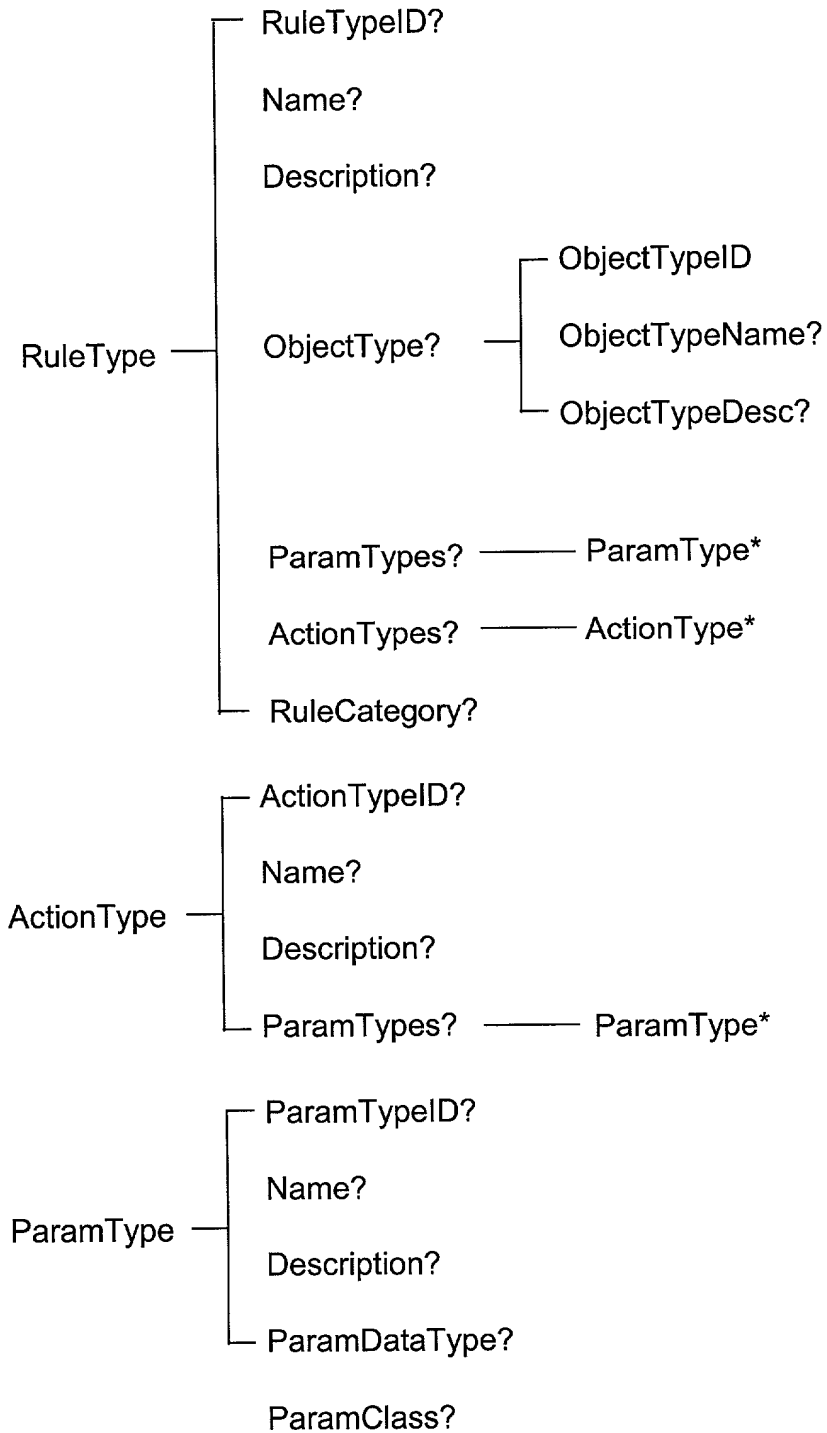 RuleTypeID?
Name?
Description?
ObjectTypeID
RuleType
ObjectType?
ObjectTypeName?
ObjectTypeDesc?
ParamTypes?
ParamType*
ActionTypes?
ActionType*
RuleCategory?
ActionTypeID?
Name?
ActionType
Description?
ParamTypes?
ParamType*
ParamTypeID?
Name?
ParamType
Description?
ParamDataType?
ParamClass?